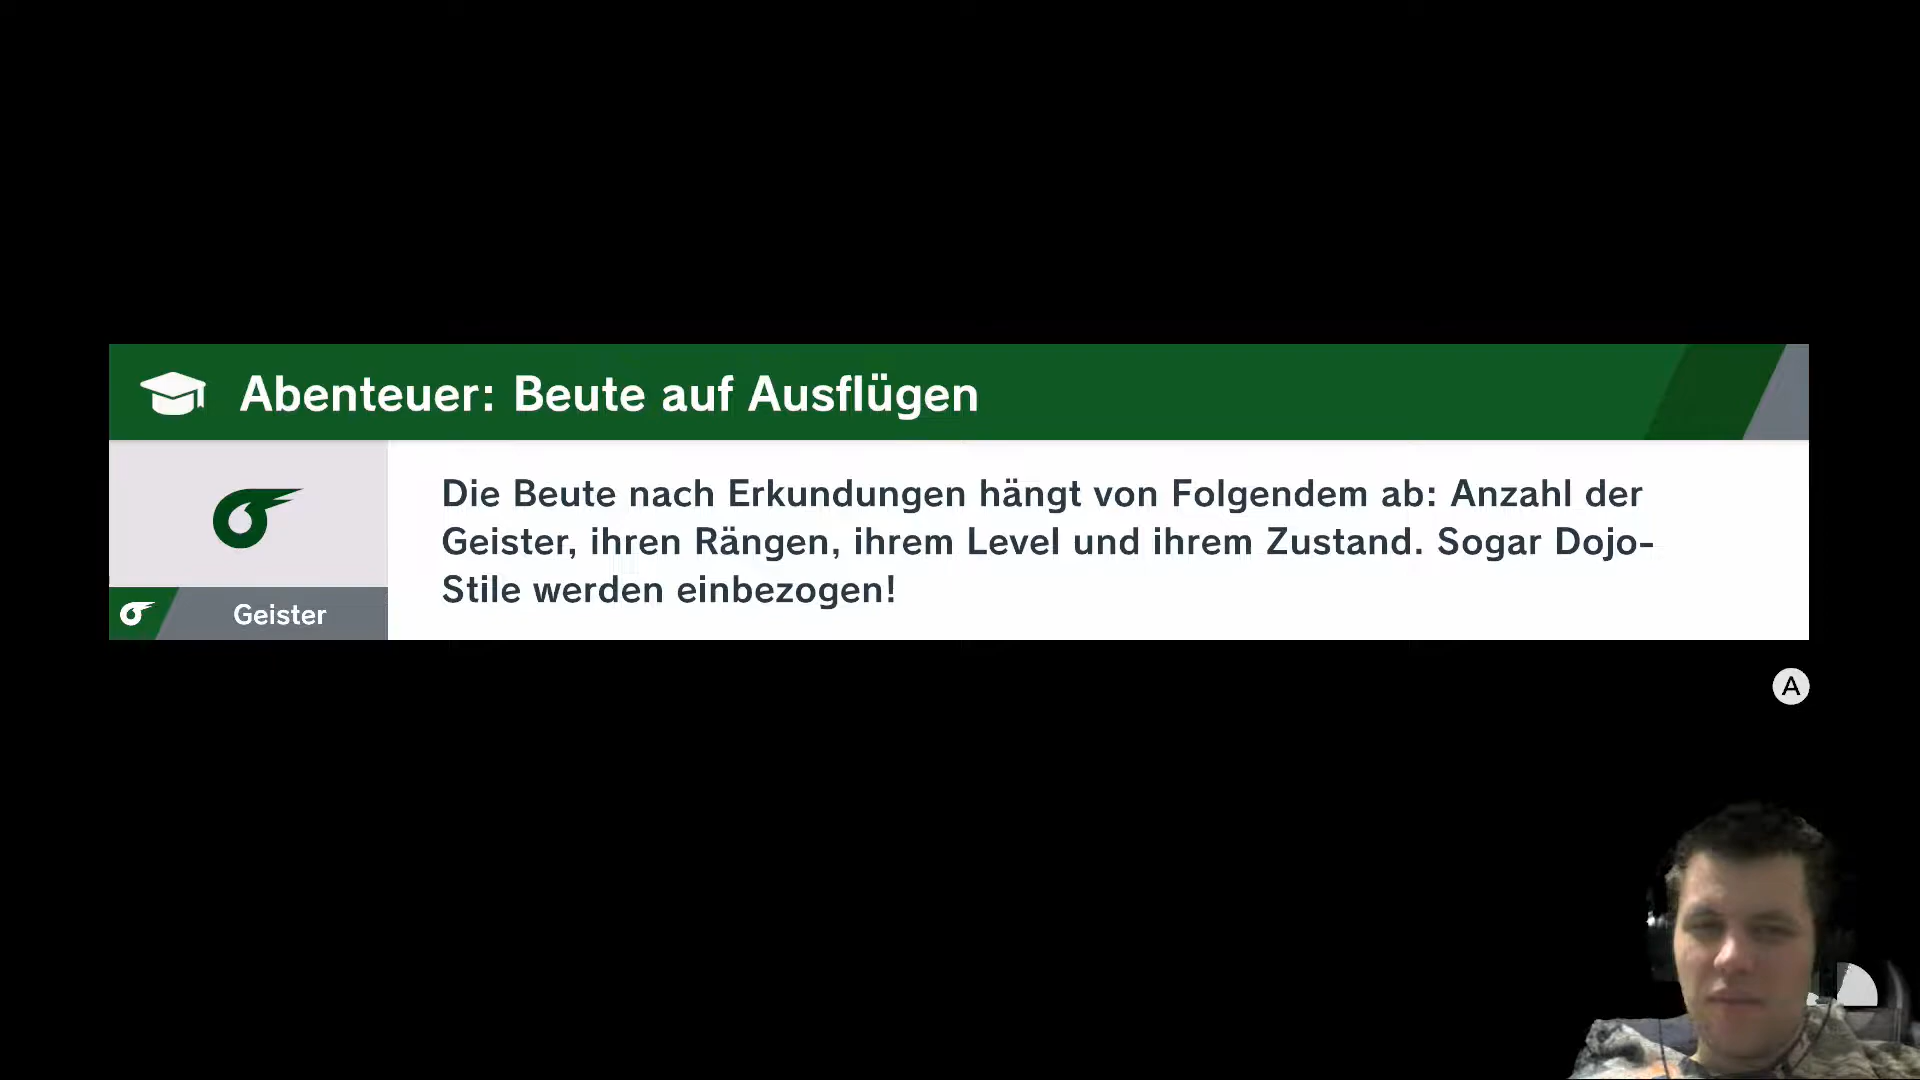 Abenteuer: Beute auf Ausflügen
Die Beute nach Erkundungen hängt von Folgendem ab: Anzahl der
Geister, ihren Rängen, ihrem Level und ihrem Zustand. Sogar Dojo-
Stile werden einbezogen!
Geister
A